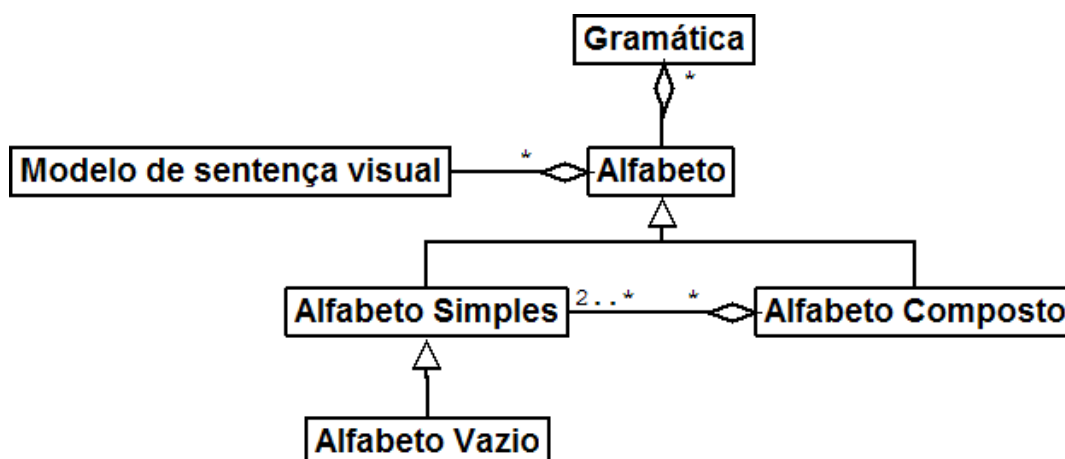 Gramática
*
Modelo de sentença visual
*
Alfabeto
Alfabeto Simples
2..*
*
Alfabeto Composto
Alfabeto Vazio